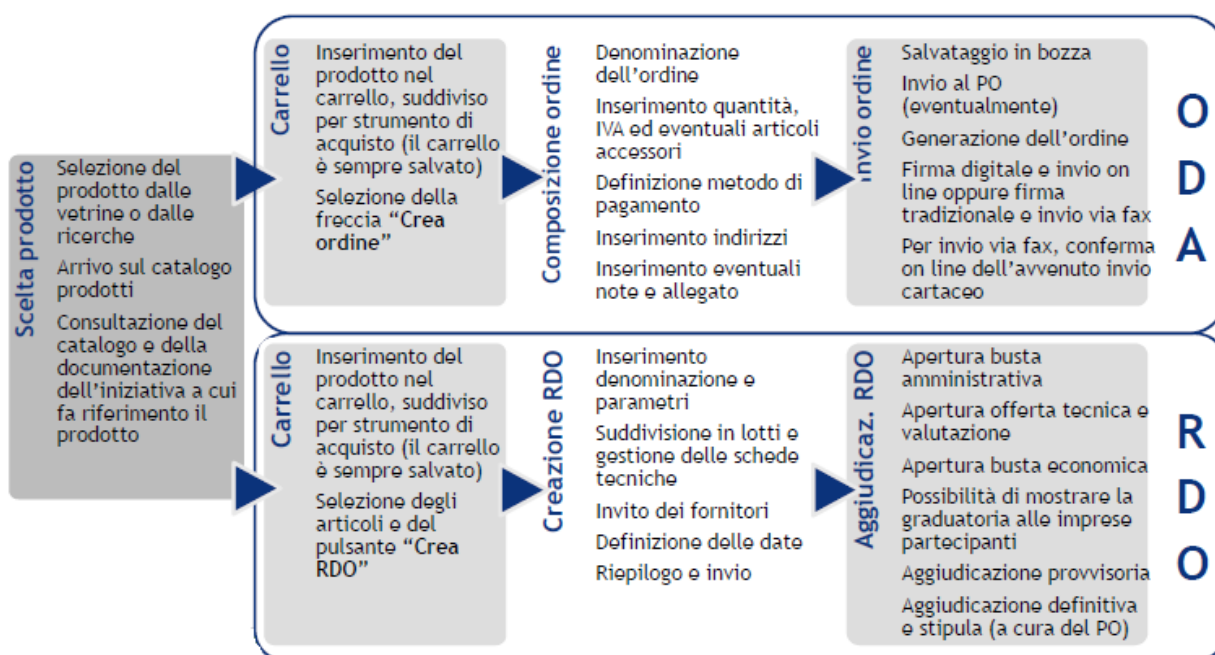 Scelta prodotto
Selezione del
prodotto dalle
vetrine o dalle
ricerche
Arrivo sul catalogo
prodotti
Consultazione del
catalogo e della
documentazione
dell'iniziativa a cui
fa riferimento il
prodotto
Carrello
Inserimento del
prodotto nel
carrello, suddiviso
per strumento di
acquisto (il carrello
è sempre salvato)
Selezione della
freccia "Crea
ordine"
Composizione ordine
Denominazione
dell'ordine
Inserimento quantità,
IVA ed eventuali articoli
accessori
Definizione metodo di
pagamento
Inserimento indirizzi
Inserimento eventuali
note e allegato
Invio ordine
Salvataggio in bozza
Invio al PO
(eventualmente)
Generazione dell'ordine
Firma digitale e invio on
line oppure firma
tradizionale e invio via fax
Per invio via fax, conferma
on line dell'avvenuto invio
cartaceo
O
D
A
Carrello
Inserimento del
prodotto nel
carrello, suddiviso
per strumento di
acquisto (il carrello
è sempre salvato)
Selezione degli
articoli e del
pulsante "Crea
RDO"
Creazione RDO
Inserimento
denominazione e
parametri
Suddivisione in lotti e
gestione delle schede
tecniche
Invito dei fornitori
Definizione delle date
Riepilogo e invio
Aggiudicaz. RDO
Apertura busta
amministrativa
Apertura offerta tecnica e
valutazione
Apertura busta economica
Possibilità di mostrare la
graduatoria alle imprese
partecipanti
Aggiudicazione provvisoria
Aggiudicazione definitiva
e stipula (a cura del PO)
R
D
O